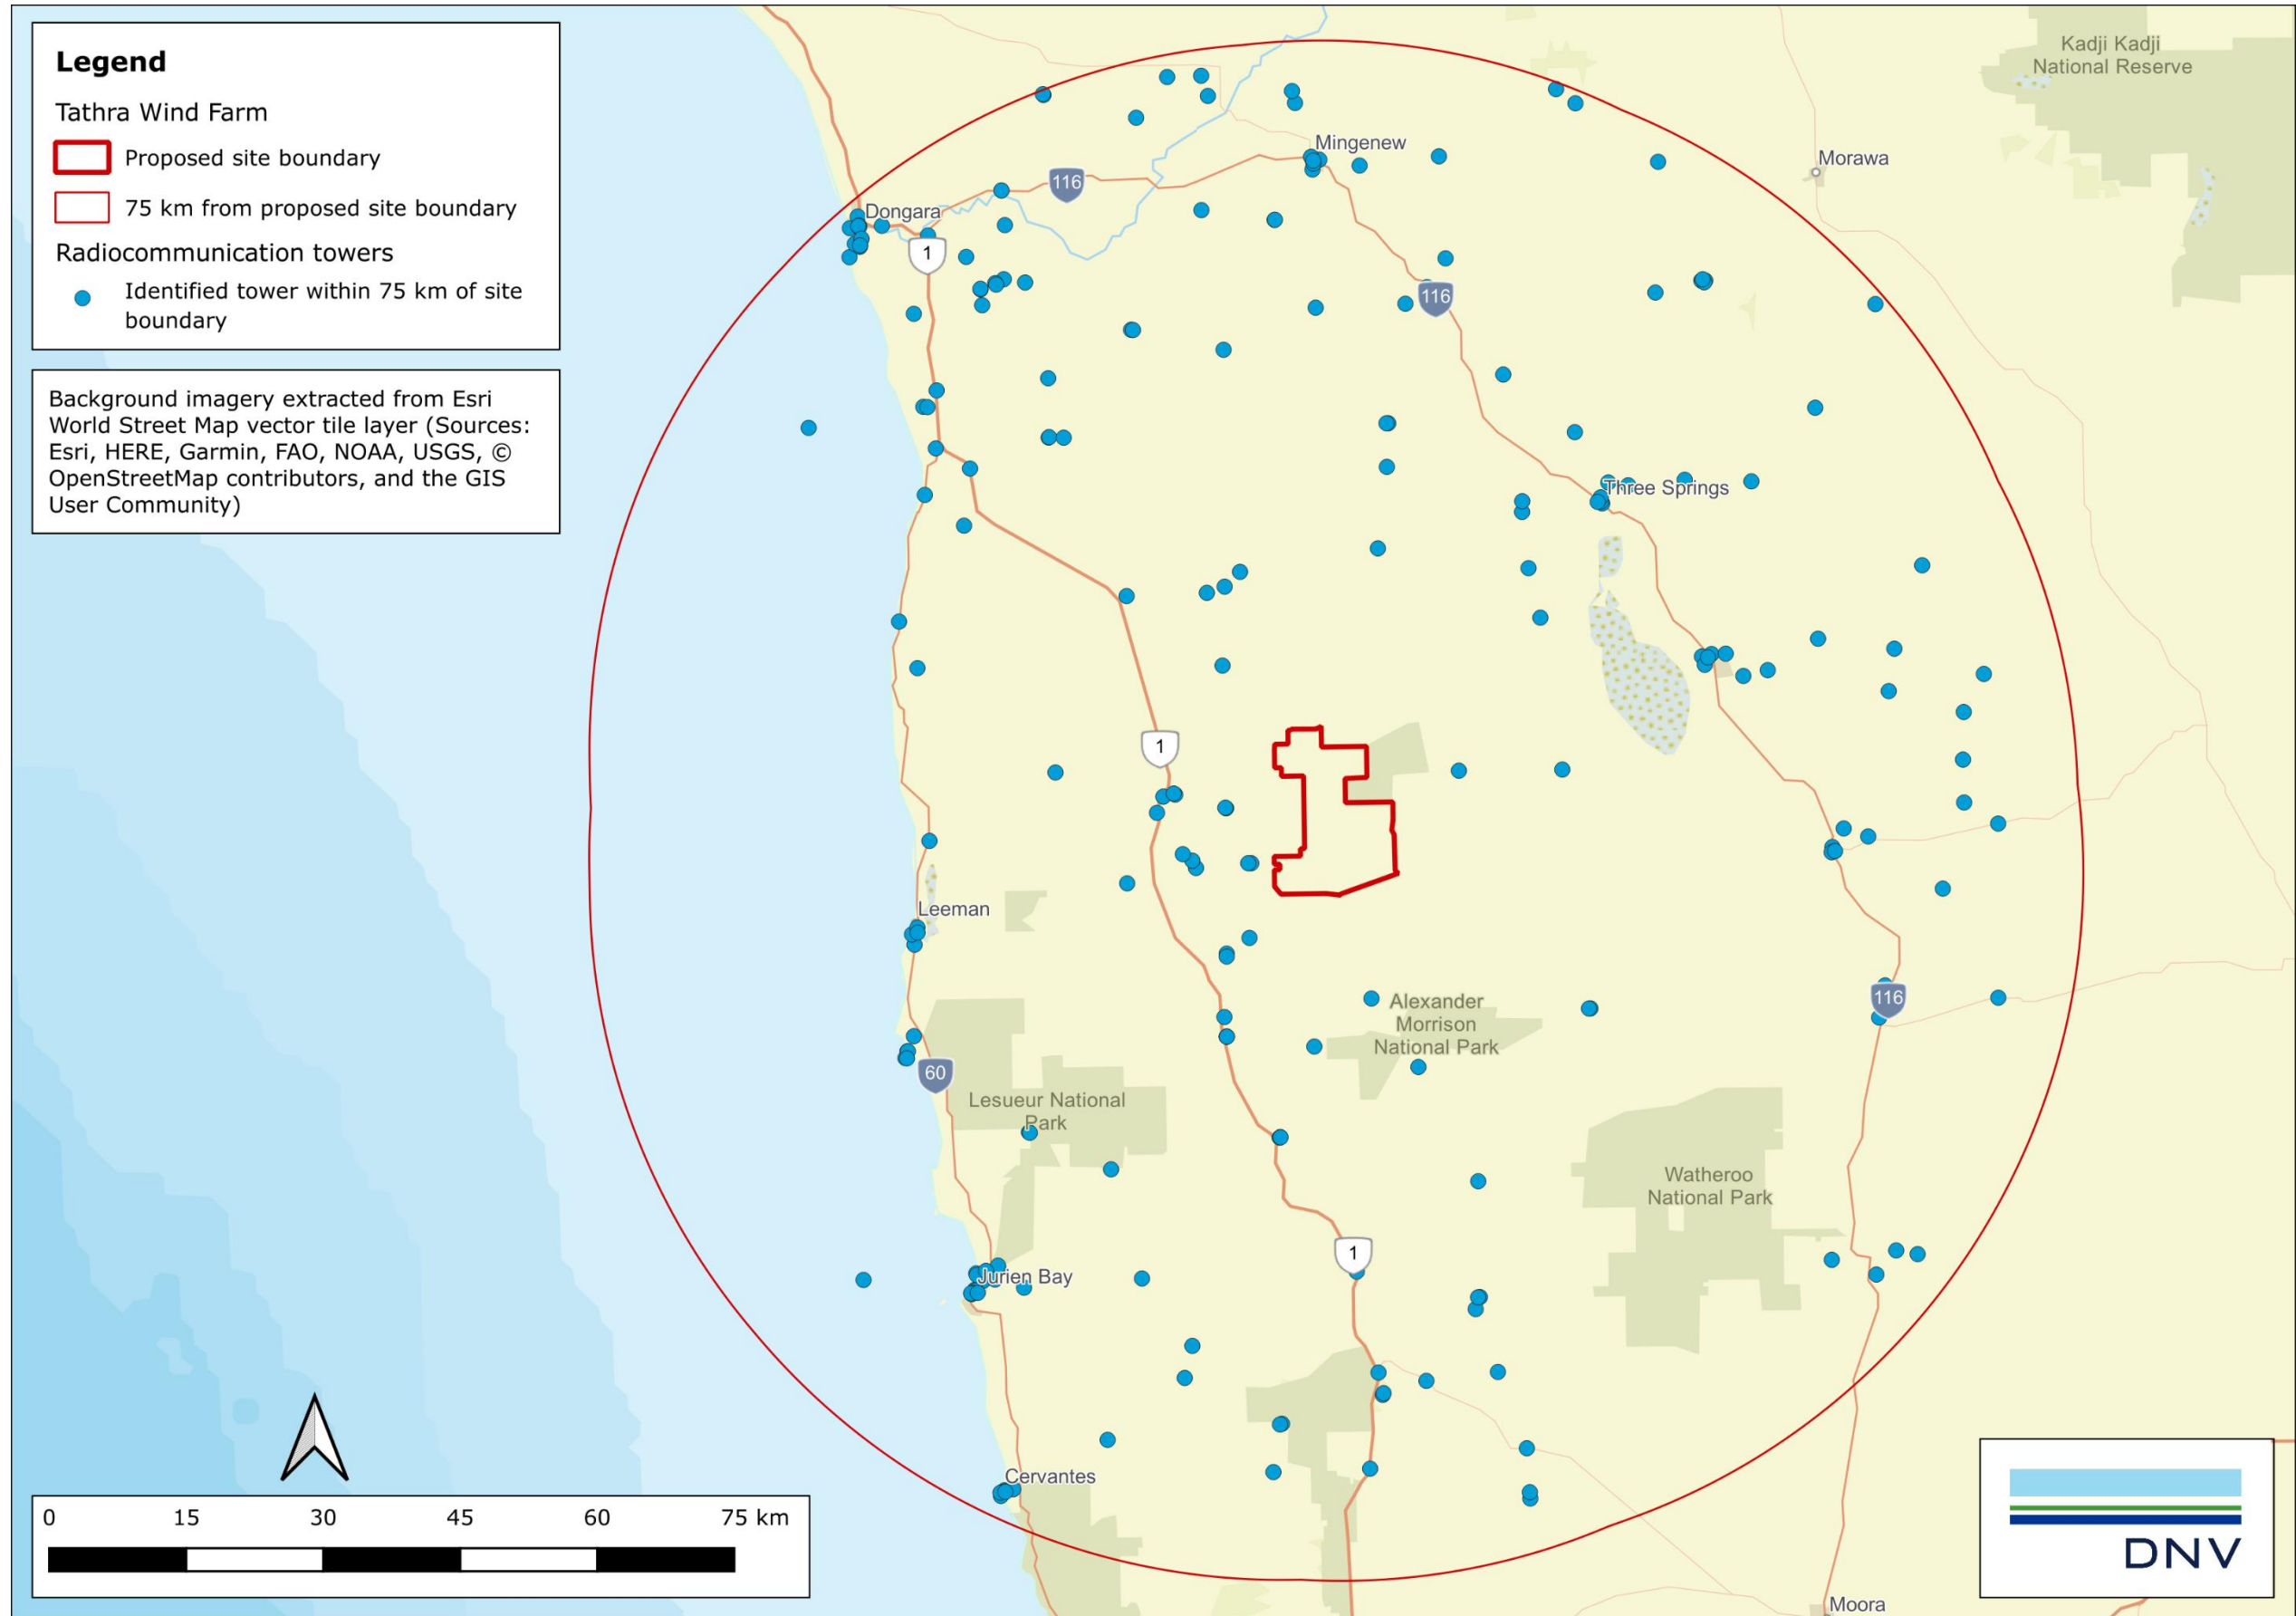 Legend
Tathra Wind Farm
Proposed site boundary
75 km from proposed site boundary
Radiocommunication towers
Identified tower within 75 km of site
boundary
Background imagery extracted from Esri
World Street Map vector tile layer (Sources:
Esri, HERE, Garmin, FAO, NOAA, USGS, ©
OpenStreetMap contributors, and the GIS
User Community)
Kadji Kadji
National Reserve
Mingenew
Morawa
116
Dongara
1
116
Three Springs
1
Leeman
116
Alexander
Morrison
National Park
60
Lesueur National
Park
Watheroo
National Park
1
Jurien Bay
Cervantes
0 15 30 45 60 75 km
DNV
Moora